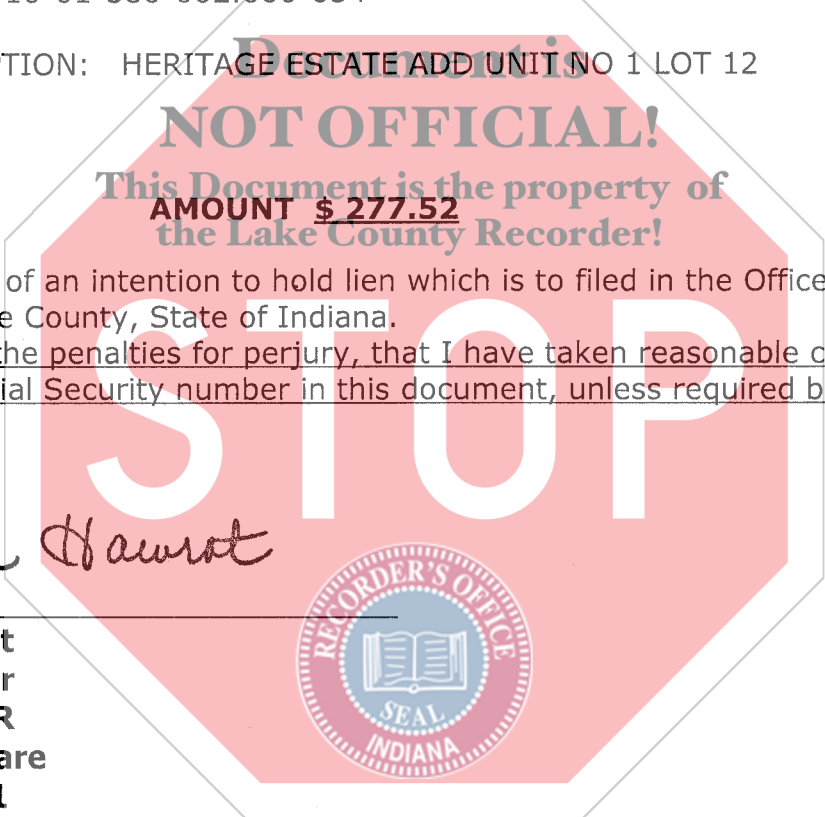 TION: HERITAGE ESTATE ADD UNIT NO 1 LOT 12
Document is
NOT OFFICIAL!
This Document is the property of
AMOUNT $ 277.52
the Lake County Recorder!
of an intention to hold lien which is to filed in the Office
e County, State of Indiana.
the penalties for perjury, that I have taken reasonable c
ial Security number in this document, unless required b
STOP
Hawrot
RECORDER'S OFFICE
SEAL
INDIANA
t
r
R
are